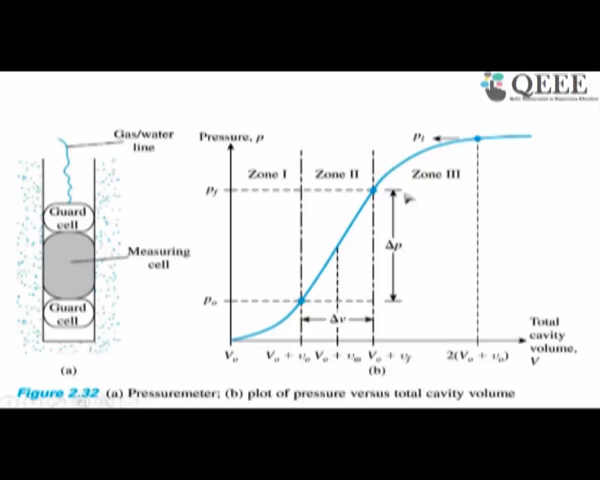 QEEE
Gas/water
line
Guard
cell
Measuring
cell
Guard
cell
(a)
Pressure, p
Zone I
Zone II
Zone III
pₗ
p_f
pₒ
Δp
Δv
Vₒ
Vₒ + vₒ
Vₒ + vₘ
Vₒ + v_f
2(Vₒ + vₒ)
Total
cavity
volume,
V
(b)
Figure 2.32 (a) Pressuremeter; (b) plot of pressure versus total cavity volume